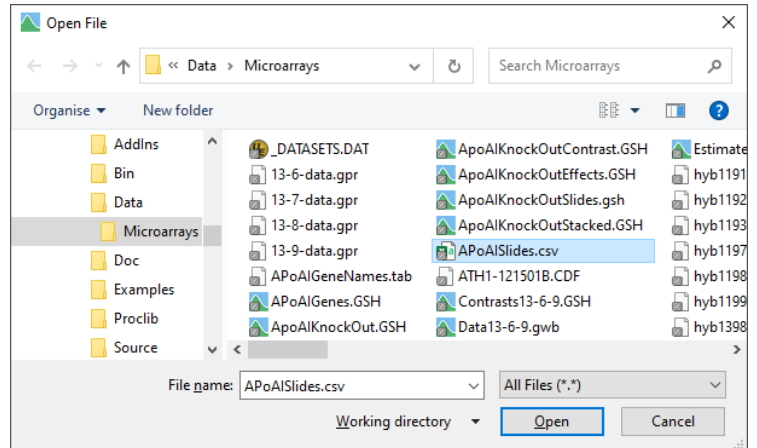 Open File
« Data › Microarrays
Search Microarrays
Organise
New folder
?
AddIns
Bin
Data
Microarrays
Doc
Examples
Proclib
Source
_DATASETS.DAT
13-6-data.gpr
13-7-data.gpr
13-8-data.gpr
13-9-data.gpr
APoAIGeneNames.tab
APoAIGenes.GSH
ApoAIKnockOut.GSH
ApoAIKnockOutContrast.GSH
ApoAIKnockOutEffects.GSH
ApoAIKnockOutSlides.gsh
ApoAIKnockOutStacked.GSH
APoAISlides.csv
ATH1-121501B.CDF
Contrasts13-6-9.GSH
Data13-6-9.gwb
Estimate
hyb1191
hyb1192
hyb1193
hyb1197
hyb1198
hyb1199
hyb1398
File name: APoAISlides.csv
All Files (*.*)
Working directory
Open
Cancel